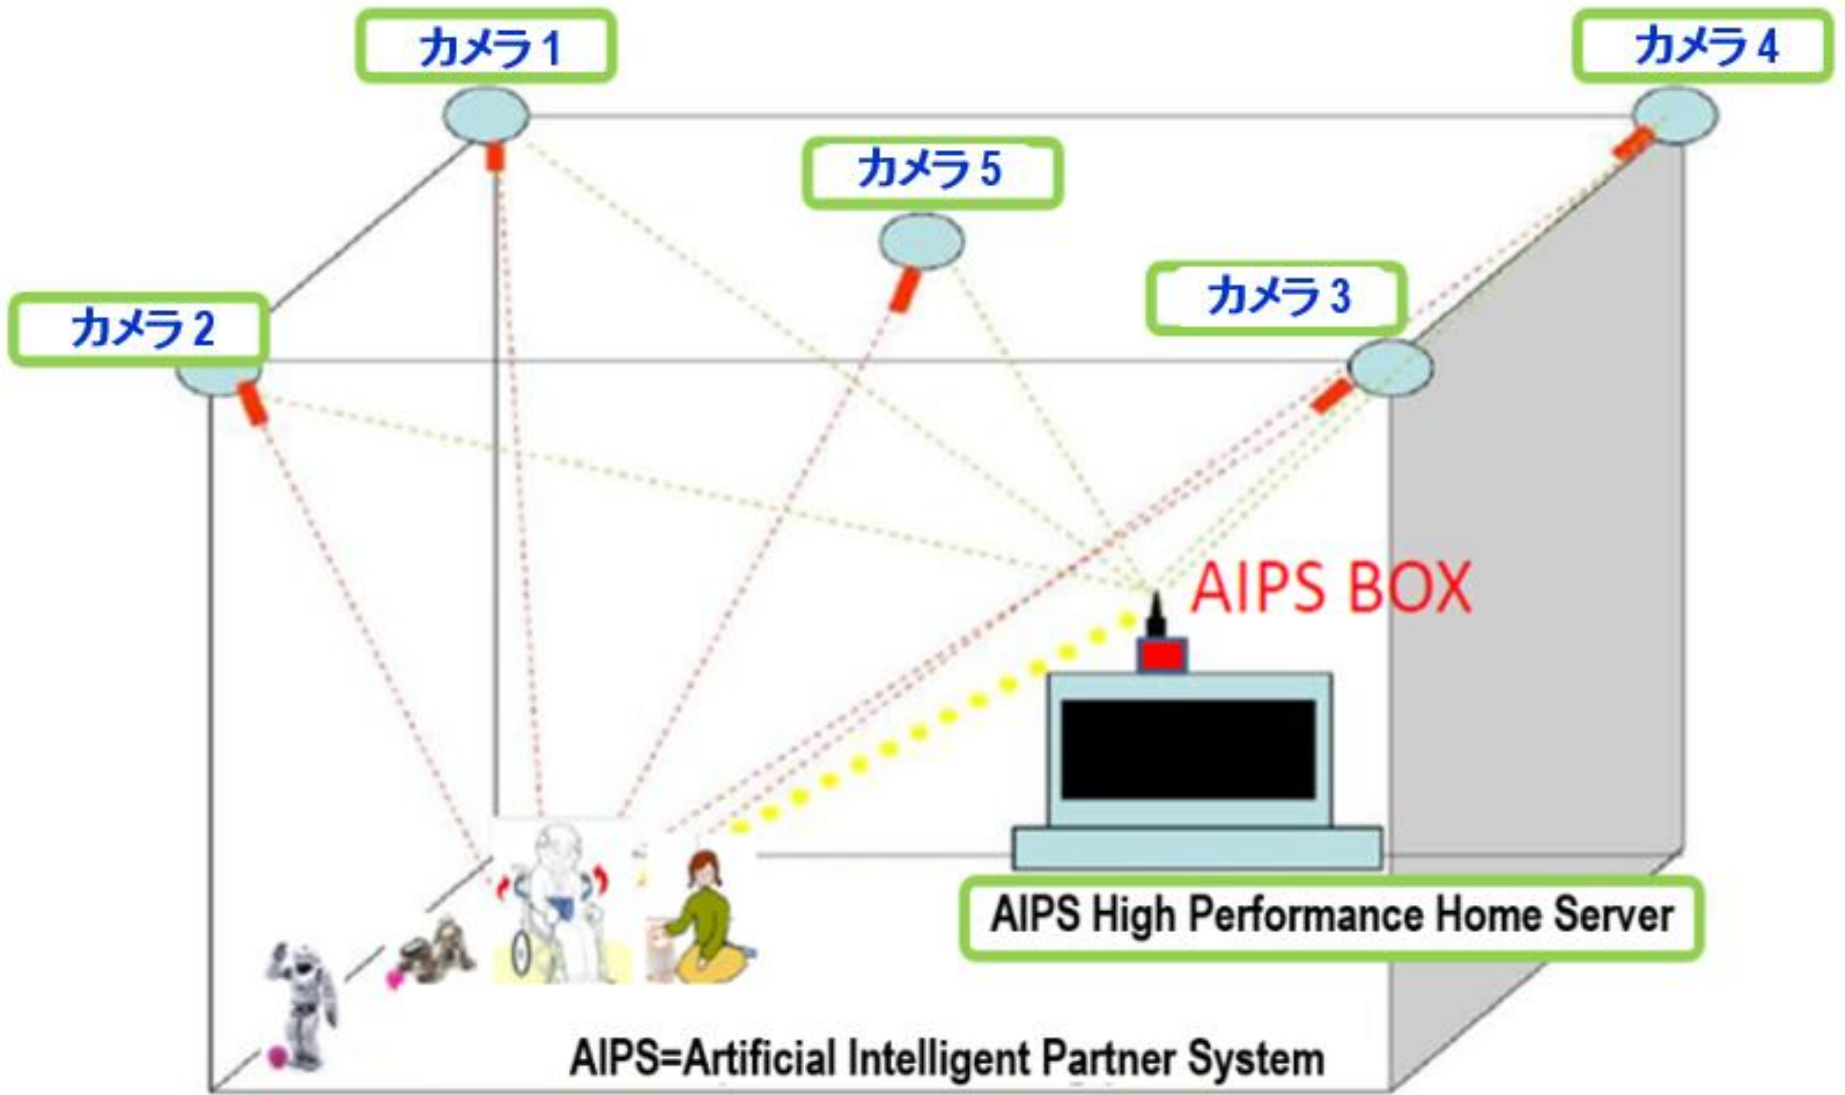 カメラ1
カメラ4
カメラ5
カメラ3
カメラ2
AIPS BOX
AIPS High Performance Home Server
AIPS=Artificial Intelligent Partner System